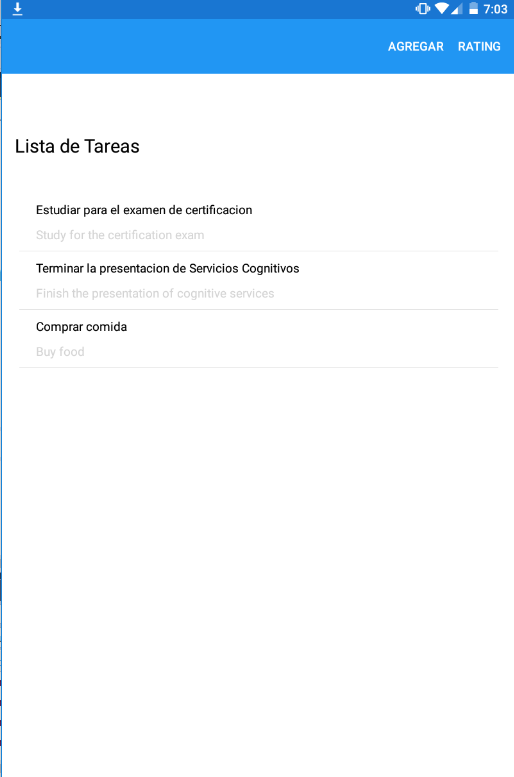 7:03
AGREGAR RATING
Lista de Tareas
Estudiar para el examen de certificacion
Study for the certification exam
Terminar la presentacion de Servicios Cognitivos
Finish the presentation of cognitive services
Comprar comida
Buy food